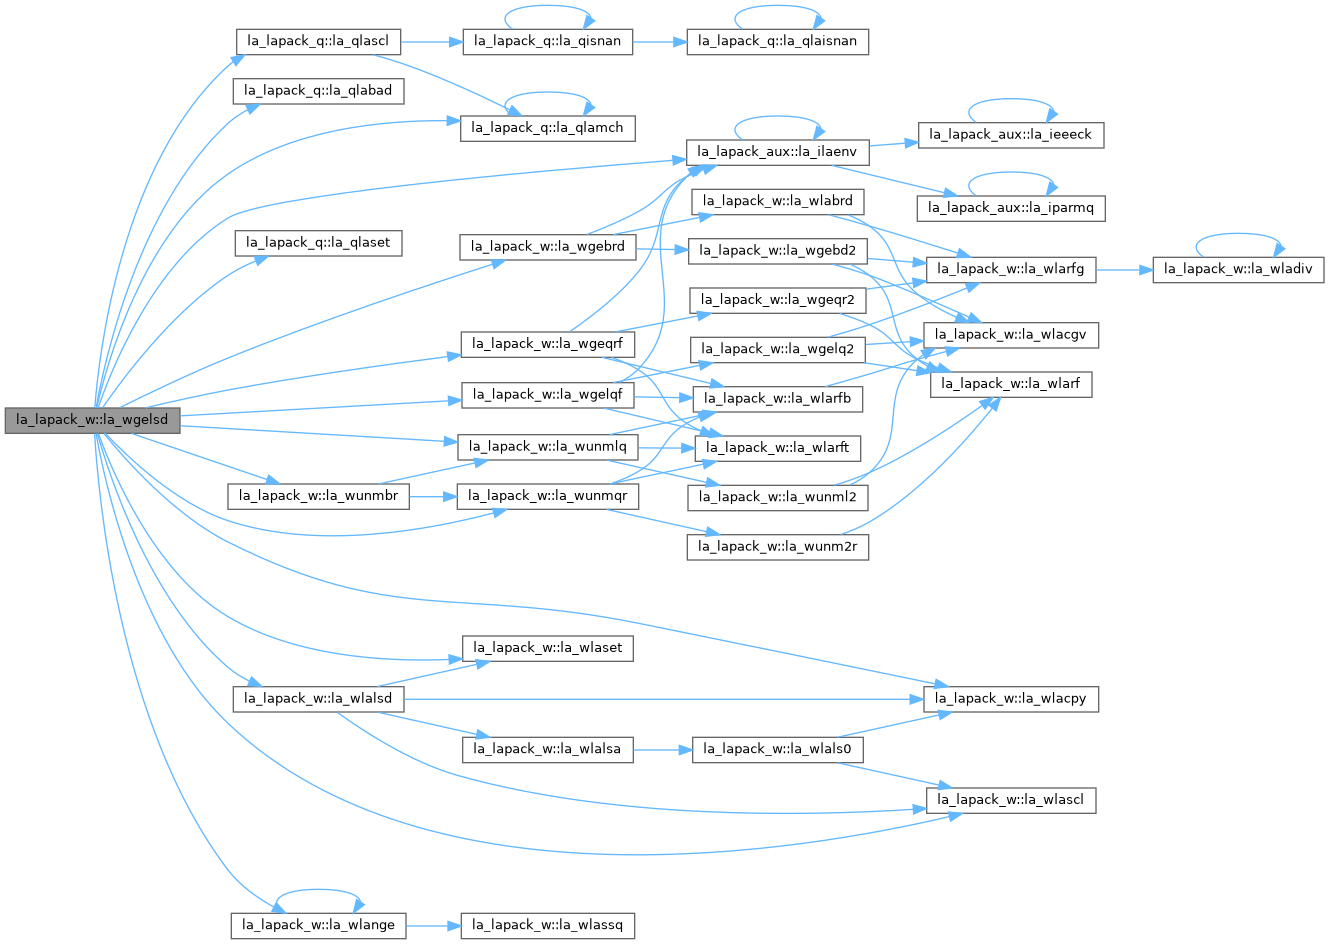 la_lapack_q::la_qlascl
la_lapack_q::la_qisnan
la_lapack_q::la_qlaisnan
la_lapack_q::la_qlabad
la_lapack_q::la_qlamch
la_lapack_aux::la_ieeeck
la_lapack_aux::la_ilaenv
la_lapack_w::la_wlabrd
la_lapack_aux::la_iparmq
la_lapack_q::la_qlaset
la_lapack_w::la_wgebrd
la_lapack_w::la_wgebd2
la_lapack_w::la_wlarfg
la_lapack_w::la_wladiv
la_lapack_w::la_wgeqr2
la_lapack_w::la_wlacgv
la_lapack_w::la_wgeqrf
la_lapack_w::la_wgelq2
la_lapack_w::la_wlarf
la_lapack_w::la_wgelqf
la_lapack_w::la_wlarfb
la_lapack_w::la_wgelsd
la_lapack_w::la_wunmlq
la_lapack_w::la_wlarft
la_lapack_w::la_wunmbr
la_lapack_w::la_wunmqr
la_lapack_w::la_wunml2
la_lapack_w::la_wunm2r
la_lapack_w::la_wlaset
la_lapack_w::la_wlalsd
la_lapack_w::la_wlacpy
la_lapack_w::la_wlalsa
la_lapack_w::la_wlals0
la_lapack_w::la_wlascl
la_lapack_w::la_wlange
la_lapack_w::la_wlassq